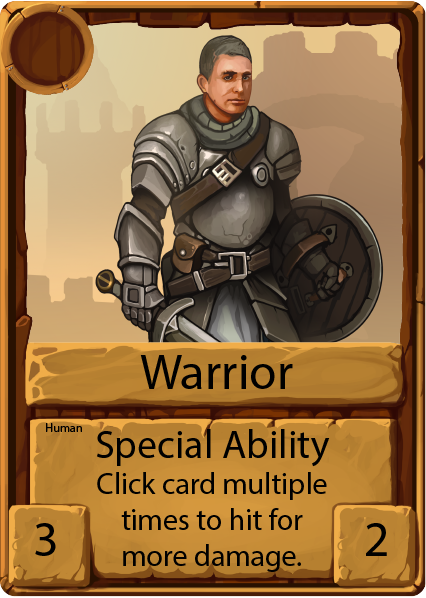 Warrior
Human
Special Ability
Click card multiple
times to hit for
more damage.
3
2